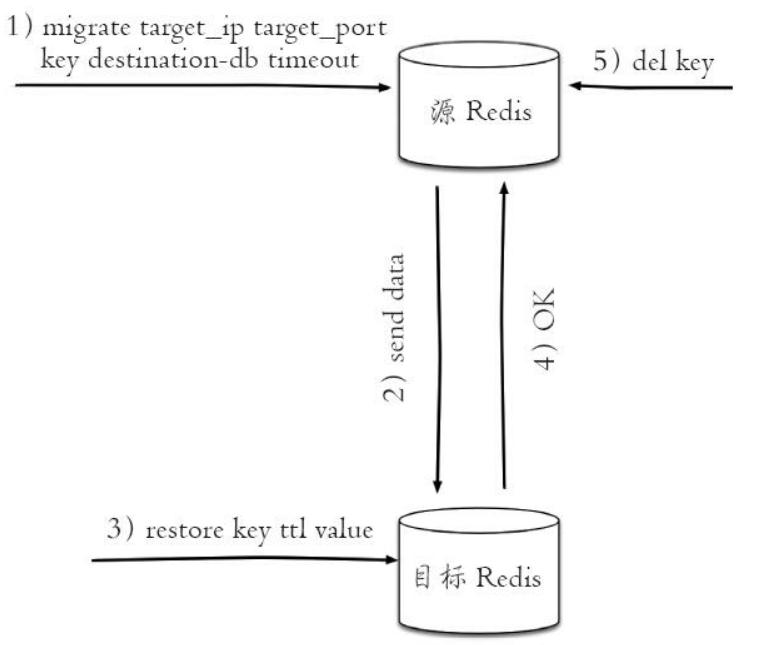 1) migrate target_ip target_port
key destination-db timeout
5) del key
源 Redis
2) send data
4) OK
3) restore key ttl value
目标 Redis